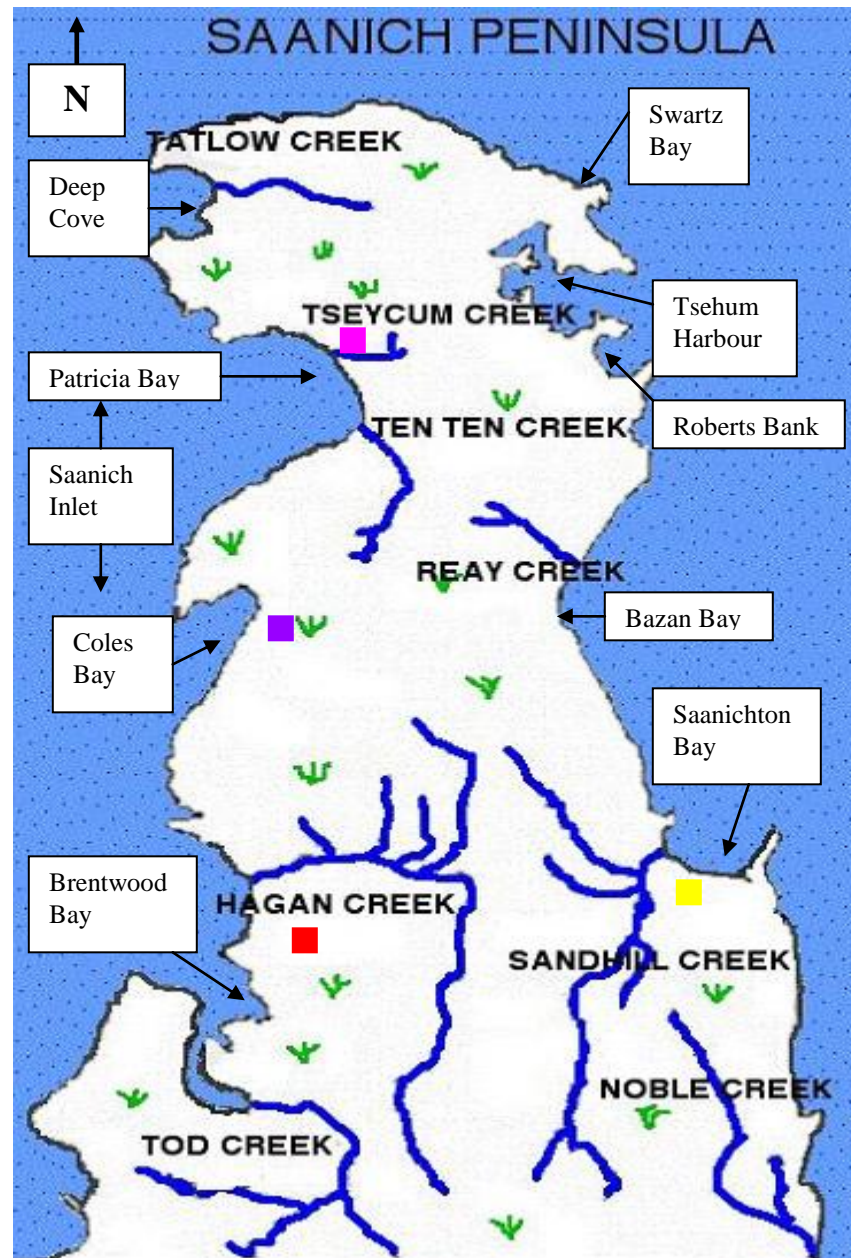 SAANICH PENINSULA
N
TATLOW CREEK
Swartz
Bay
Deep
Cove
Tsehum
Harbour
TSEYCUM CREEK
Patricia Bay
Roberts Bank
TEN TEN CREEK
Saanich
Inlet
REAY CREEK
Bazan Bay
Coles
Bay
Saanichton
Bay
Brentwood
Bay
HAGAN CREEK
SANDHILL CREEK
NOBLE CREEK
TOD CREEK